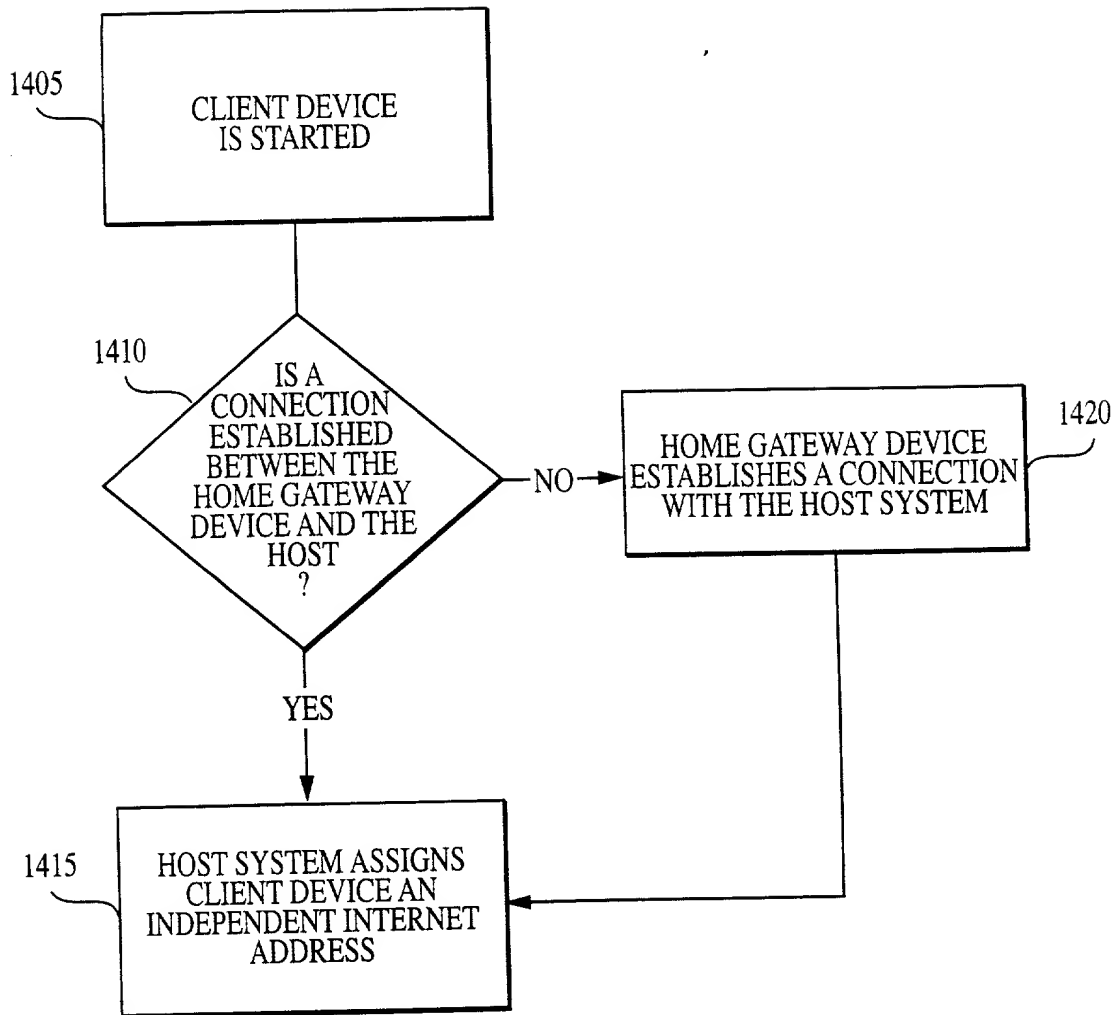 1405
CLIENT DEVICE
IS STARTED
1410
IS A
CONNECTION
ESTABLISHED
BETWEEN THE
HOME GATEWAY
DEVICE AND THE
HOST
?
NO
1420
HOME GATEWAY DEVICE
ESTABLISHES A CONNECTION
WITH THE HOST SYSTEM
YES
1415
HOST SYSTEM ASSIGNS
CLIENT DEVICE AN
INDEPENDENT INTERNET
ADDRESS